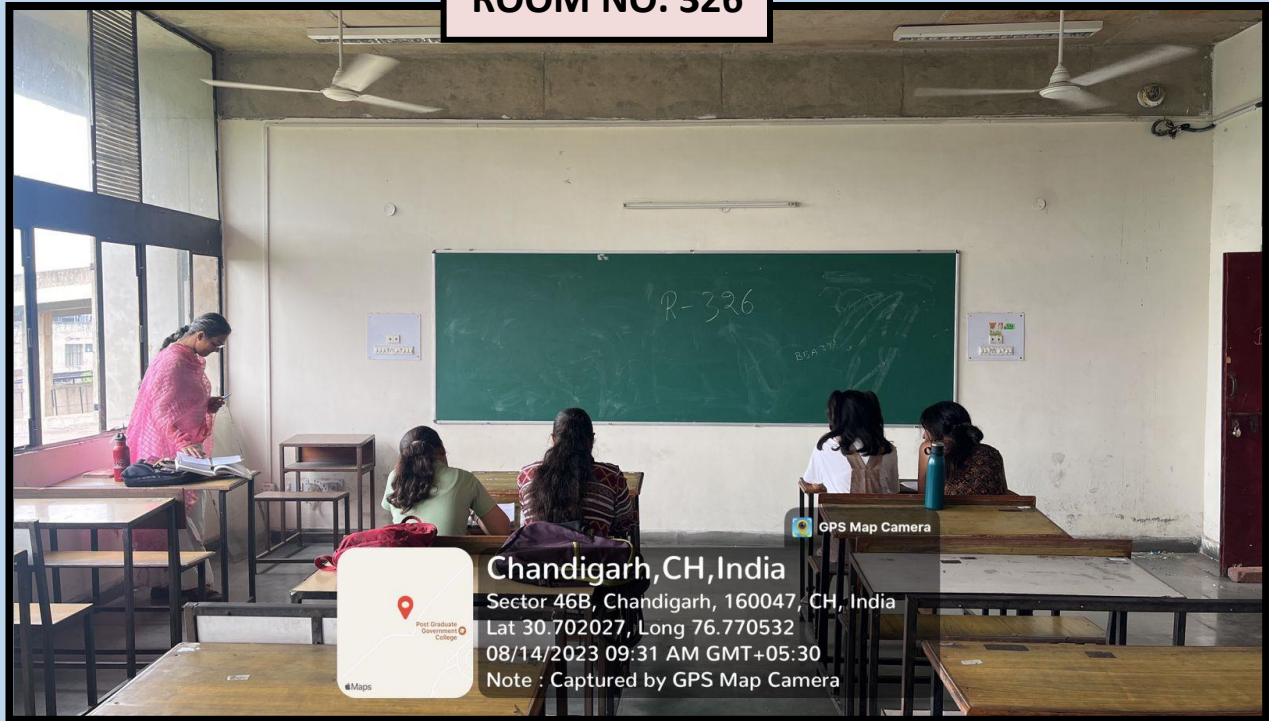 ROOM NO. 326
R-326
GPS Map Camera
Chandigarh,CH,India
Sector 46B, Chandigarh, 160047, CH, India
Lat 30.702027, Long 76.770532
08/14/2023 09:31 AM GMT+05:30
Note : Captured by GPS Map Camera
Post Graduate
Government
College
Maps